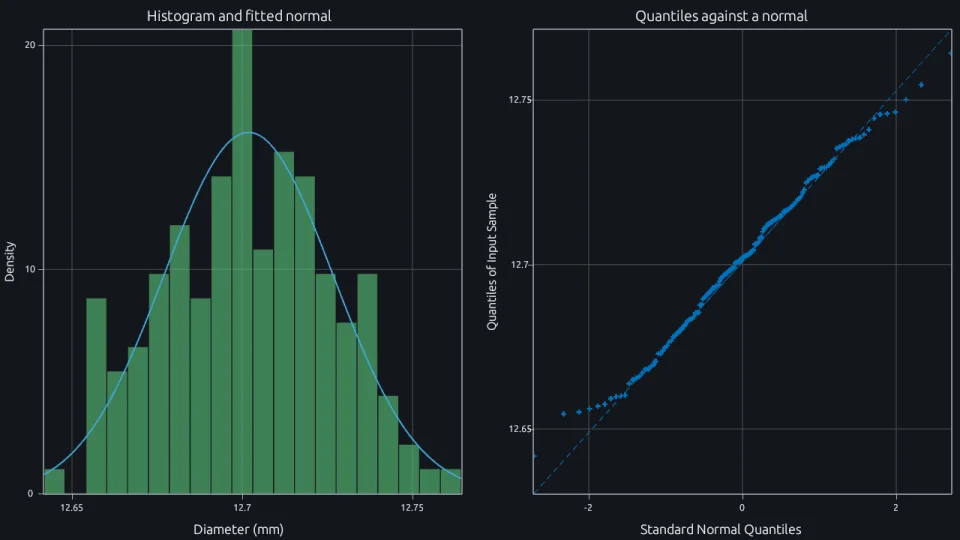 Histogram and fitted normal
20
10
0
12.65
12.7
12.75
Density
Diameter (mm)
Quantiles against a normal
12.75
12.7
12.65
-2
0
2
Quantiles of Input Sample
Standard Normal Quantiles